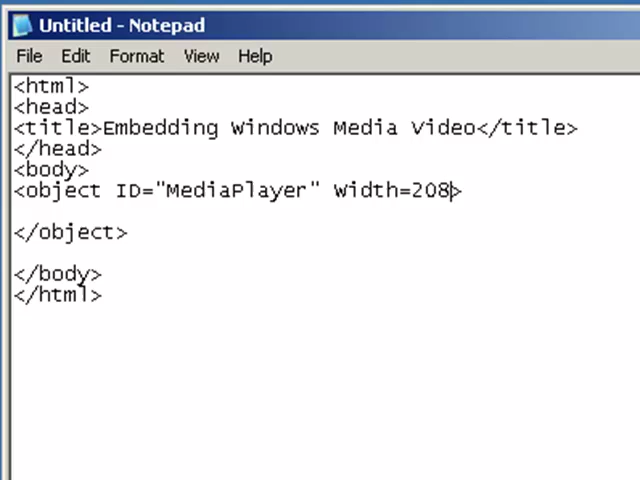 Untitled - Notepad
File Edit Format View Help
<html>
<head>
<title>Embedding Windows Media Video</title>
</head>
<body>
<object ID="MediaPlayer" Width=208>
</object>
</body>
</html>